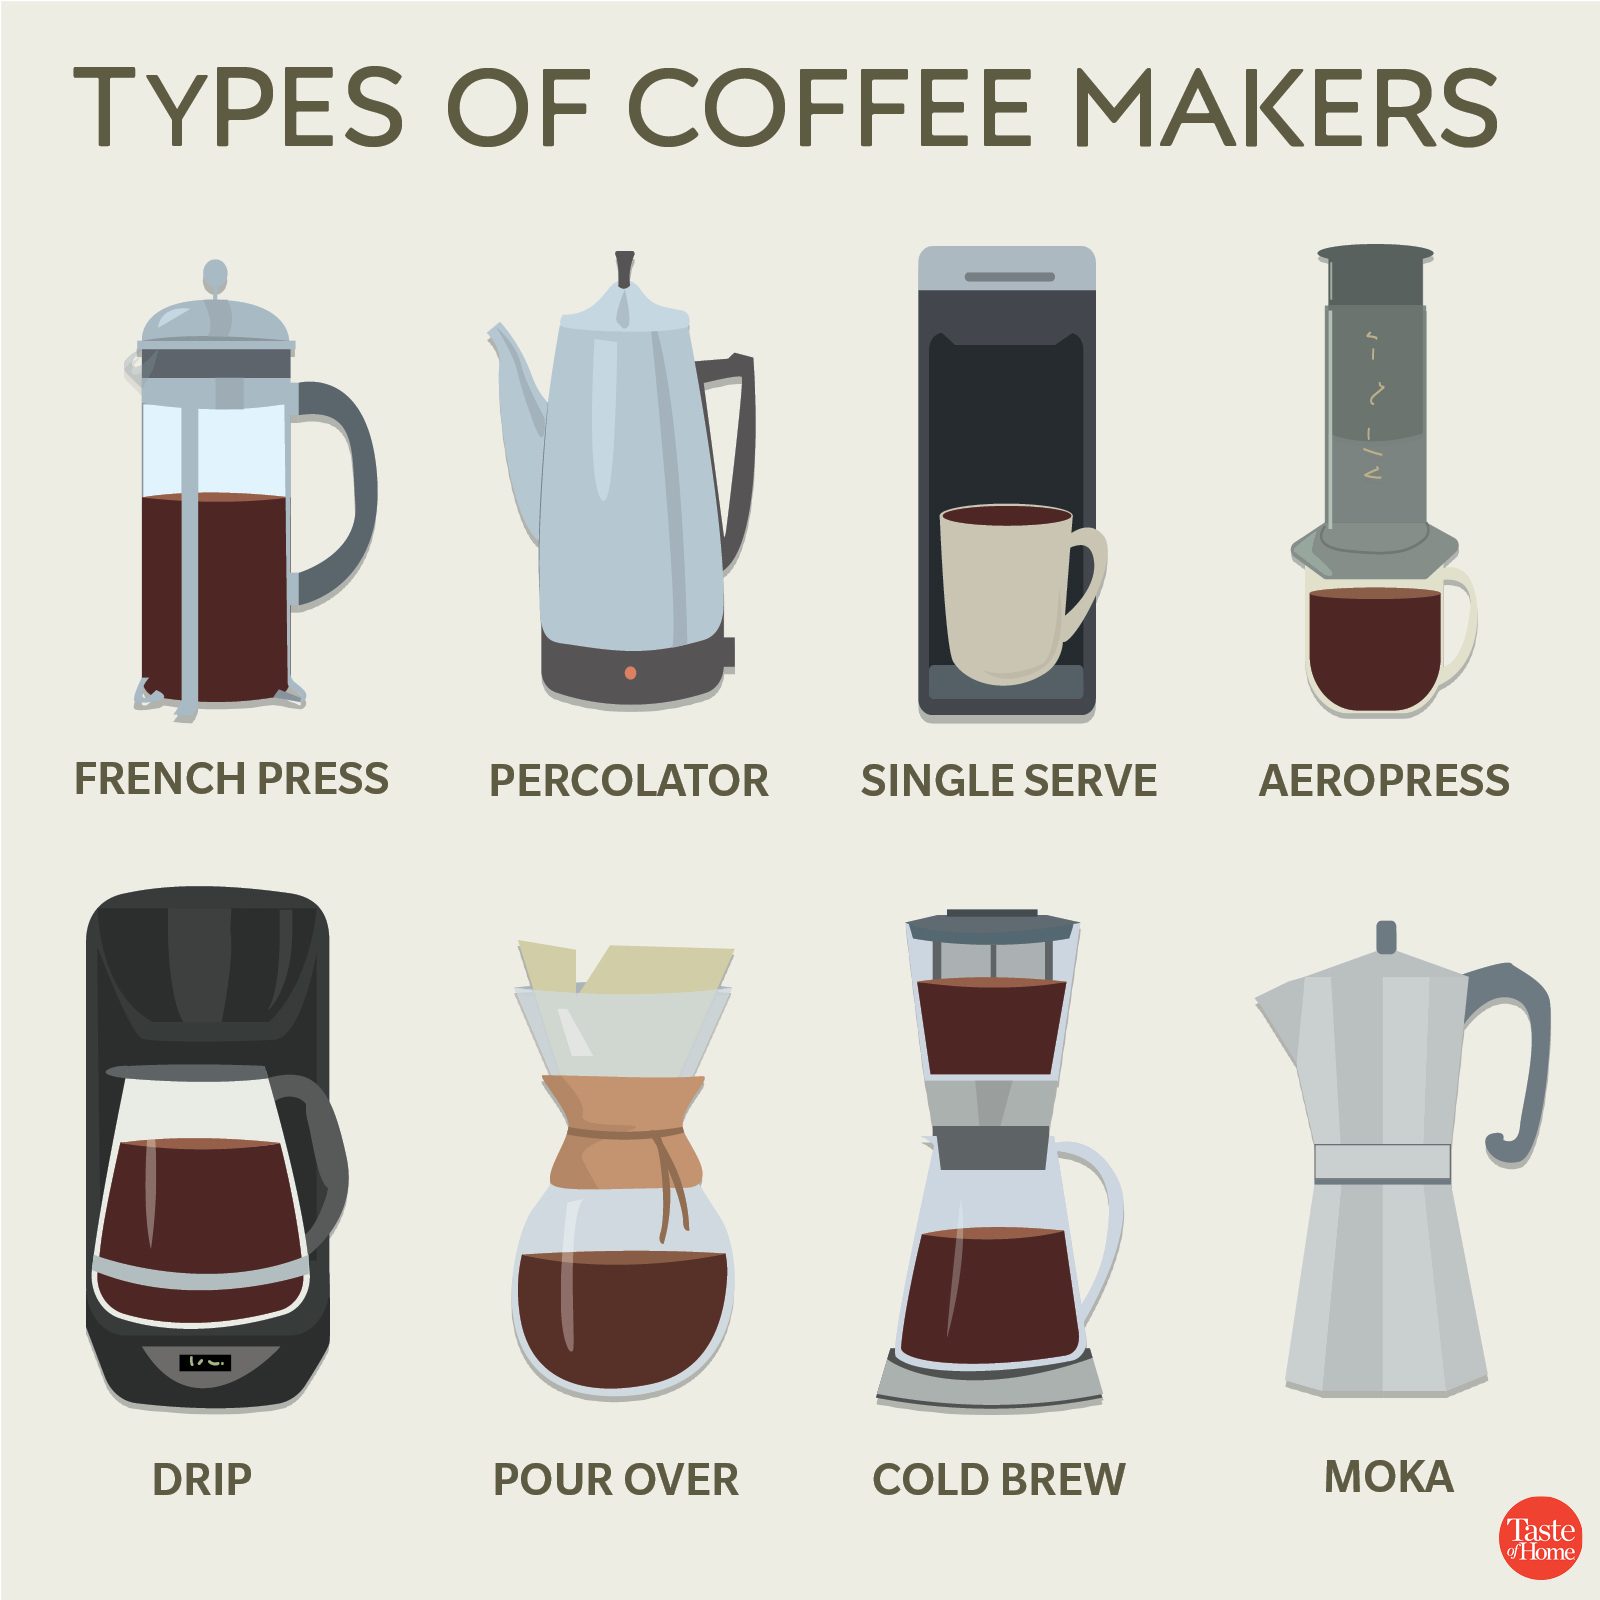 TYPES OF COFFEE MAKERS
FRENCH PRESS
PERCOLATOR
SINGLE SERVE
AEROPRESS
DRIP
POUR OVER
COLD BREW
MOKA
Taste
of Home